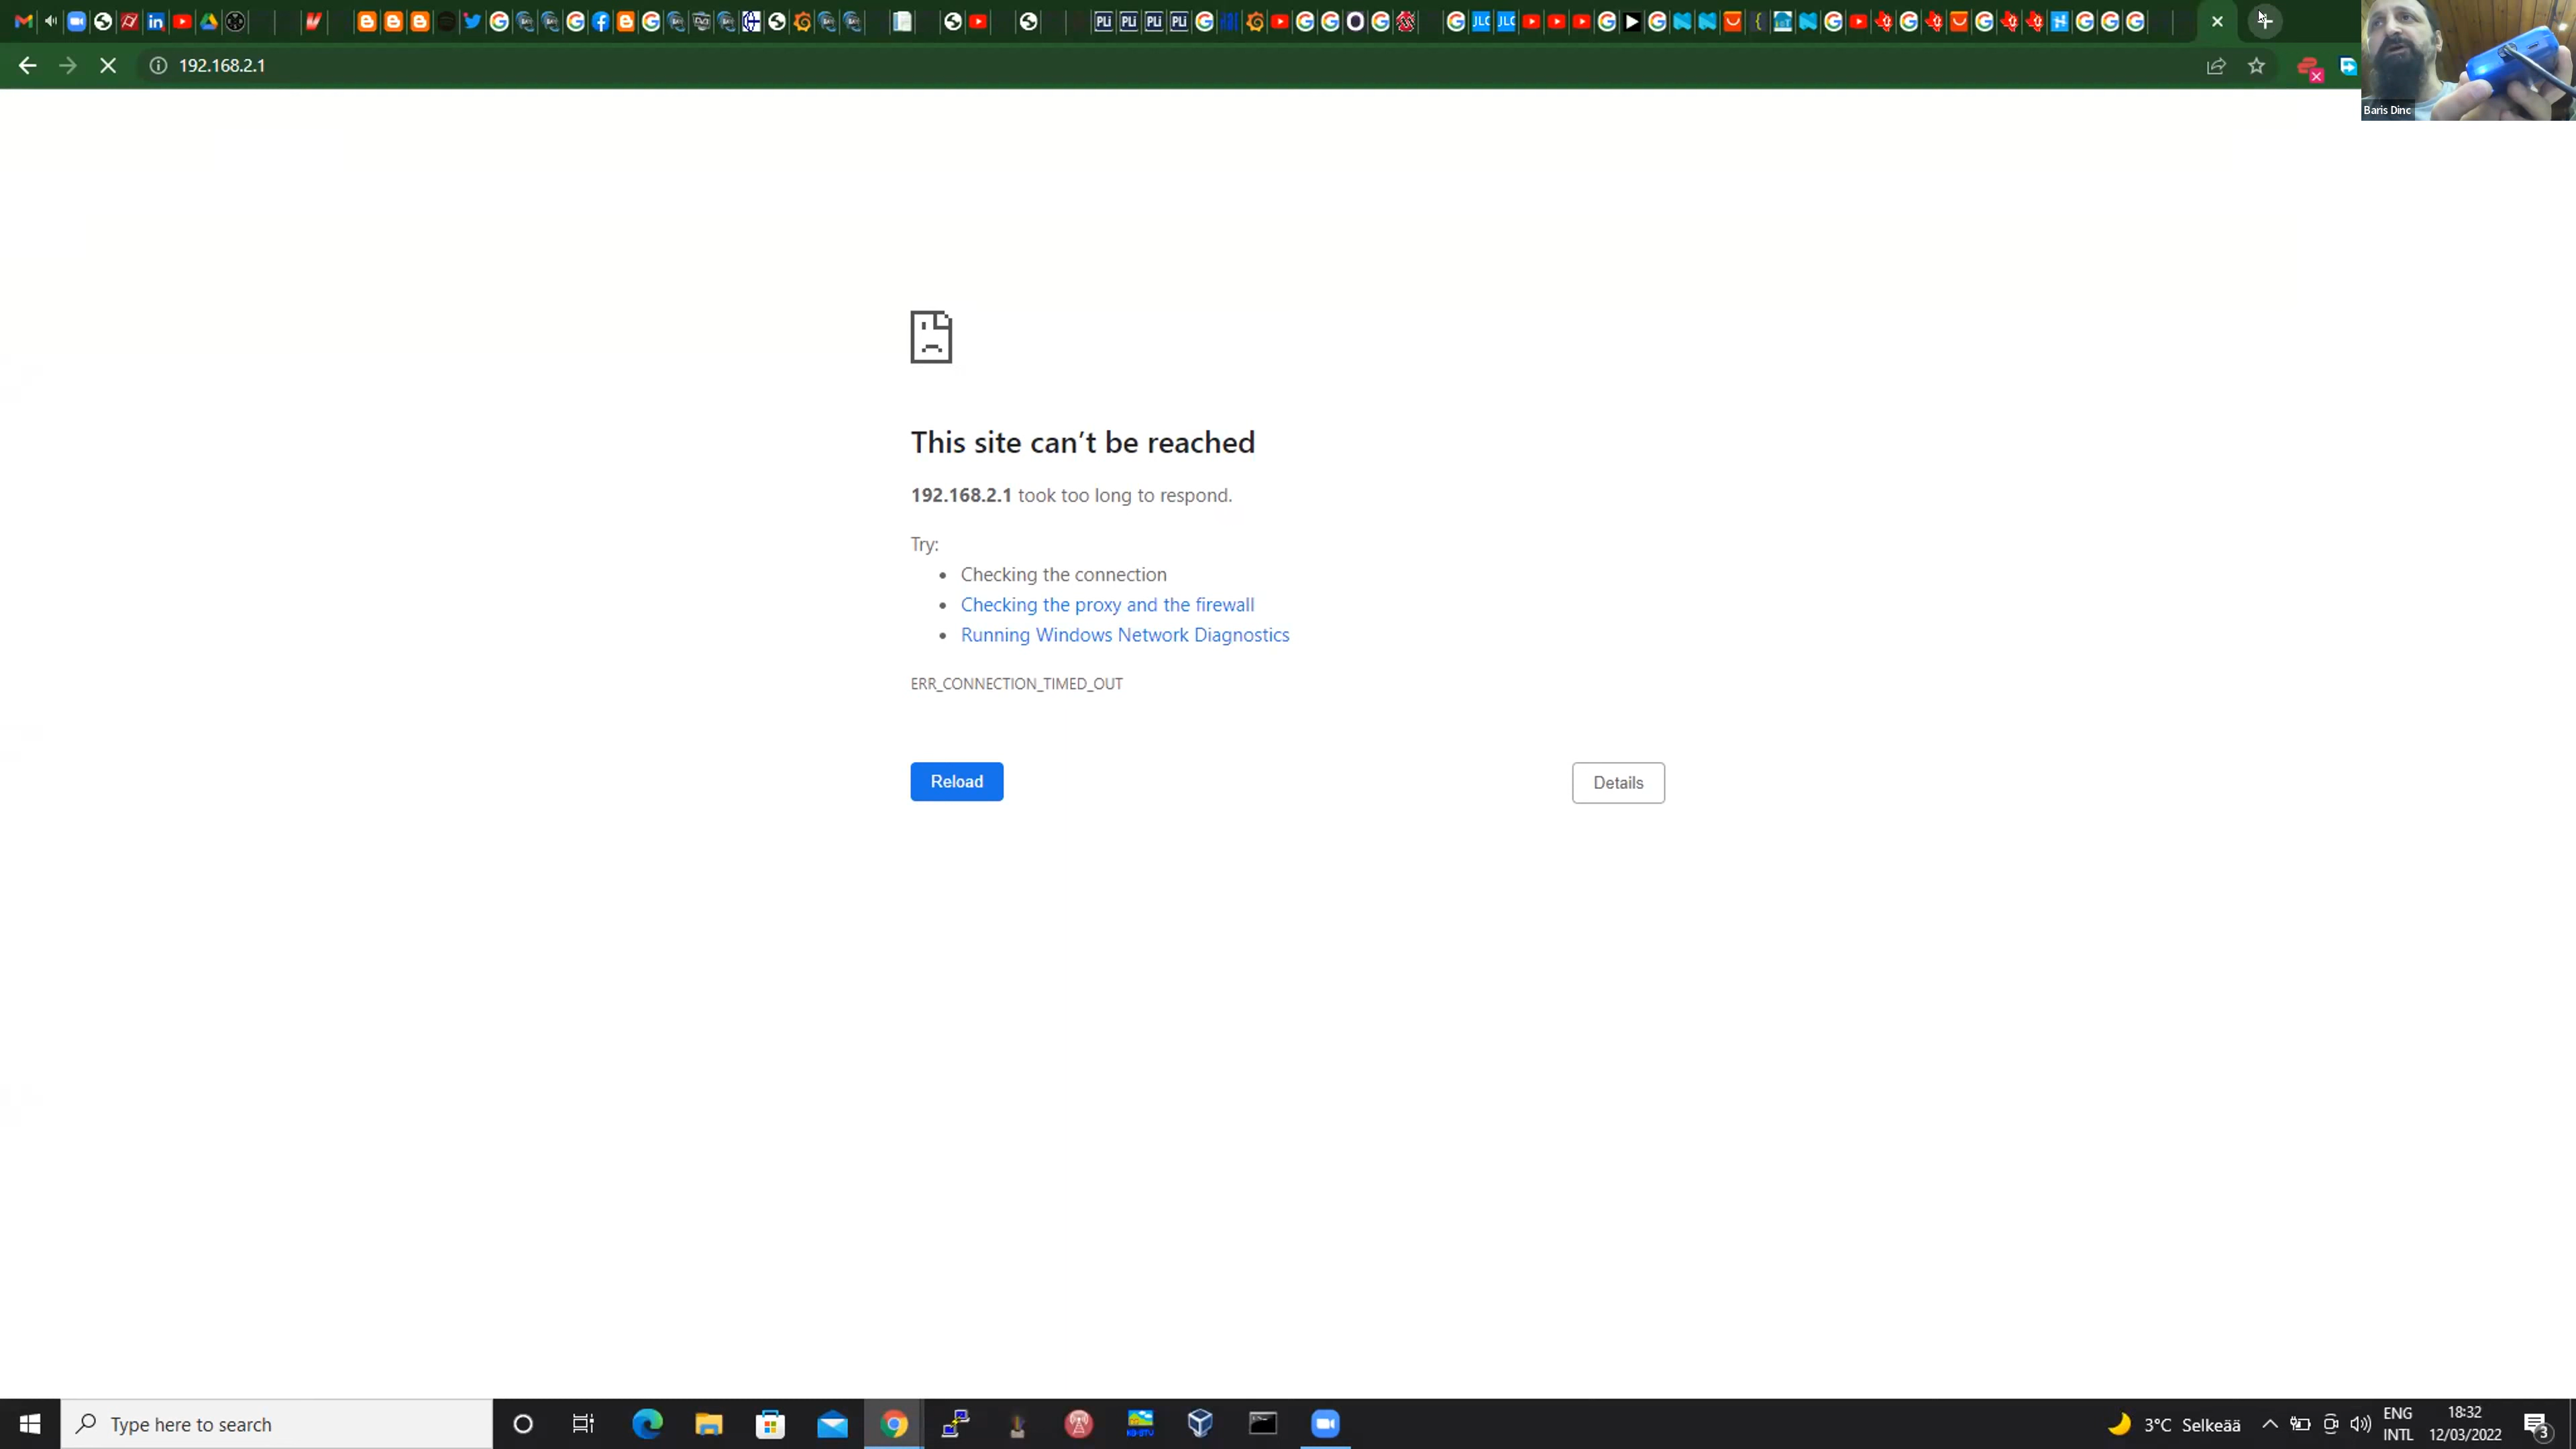 192.168.2.1
Baris Dinc
This site can’t be reached
192.168.2.1 took too long to respond.
Try:
Checking the connection
Checking the proxy and the firewall
Running Windows Network Diagnostics
ERR_CONNECTION_TIMED_OUT
Reload
Details
Type here to search
3°C Selkeää
ENG
INTL
18:32
12/03/2022
3